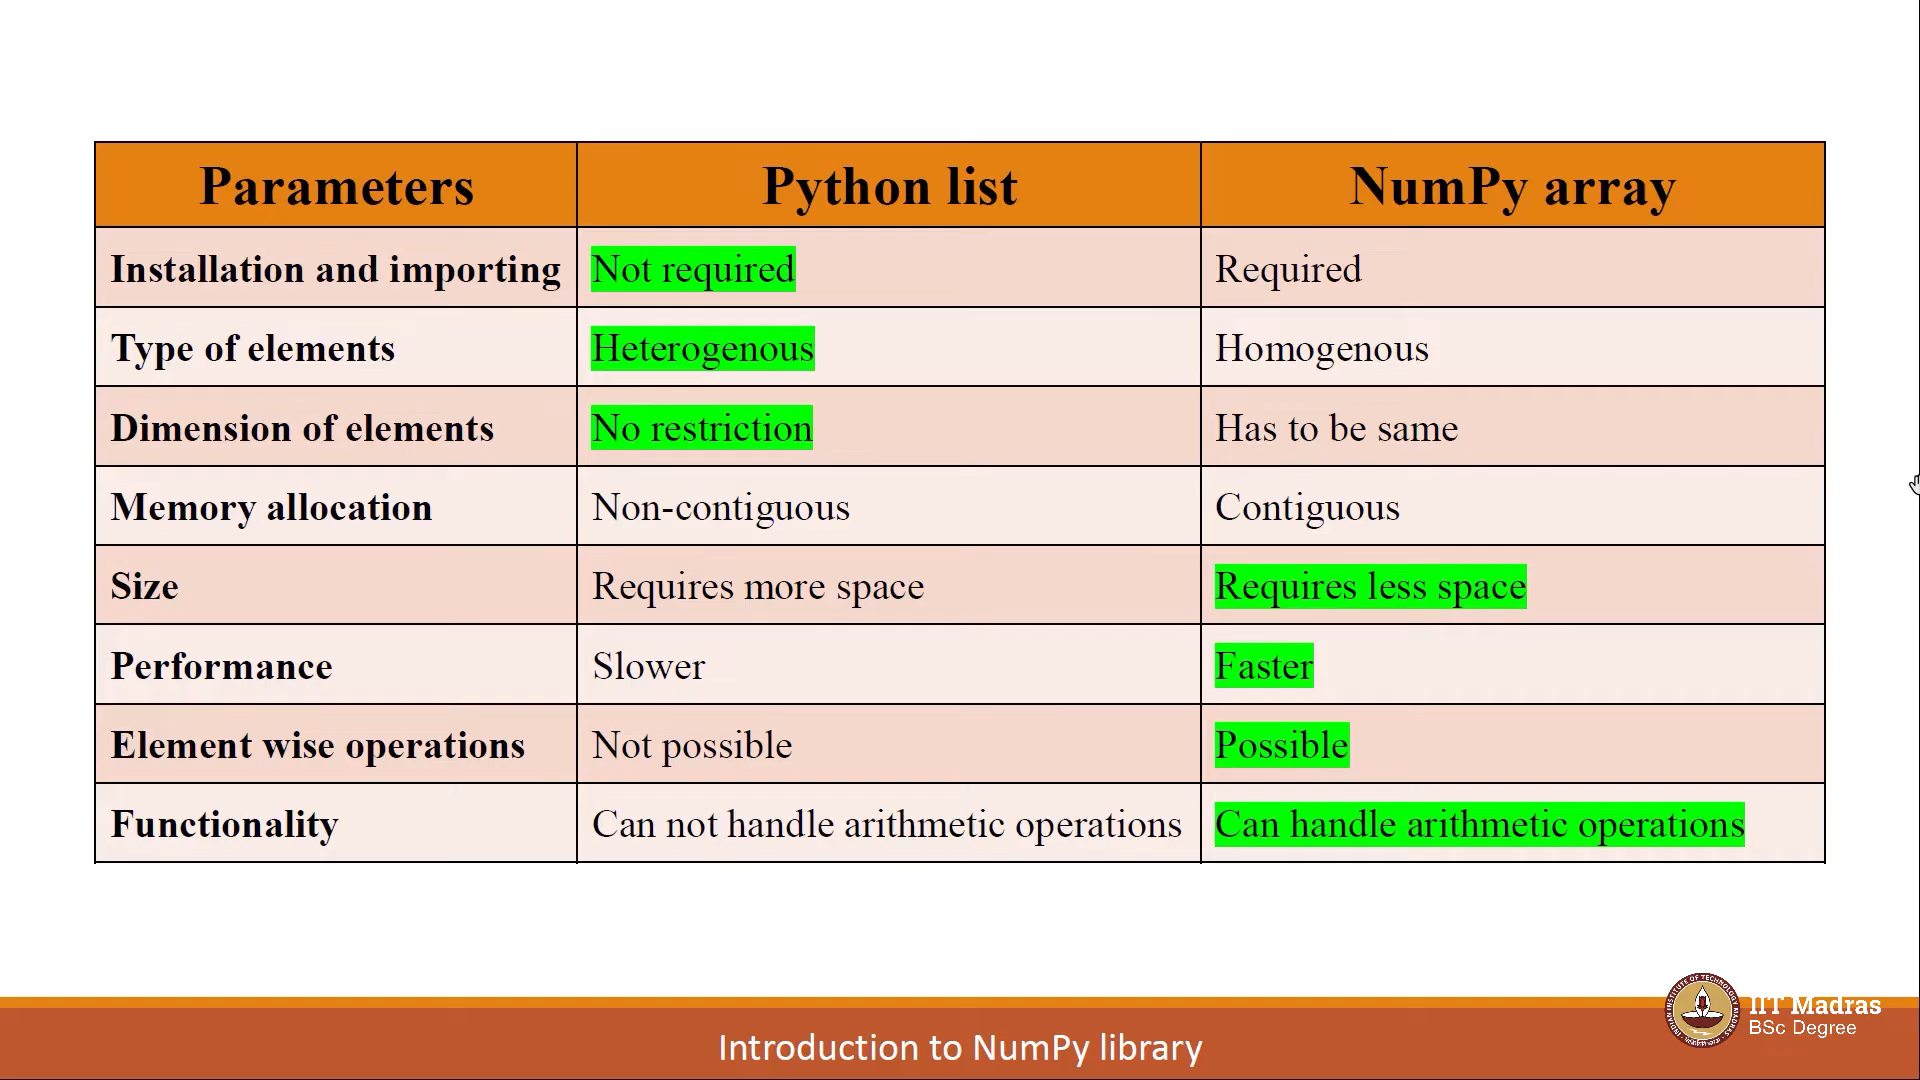 Parameters Python list NumPy array
Installation and importing Not required Required
Type of elements Heterogenous Homogenous
Dimension of elements No restriction Has to be same
Memory allocation Non-contiguous Contiguous
Size Requires more space Requires less space
Performance Slower Faster
Element wise operations Not possible Possible
Functionality Can not handle arithmetic operations Can handle arithmetic operations
IIT Madras
BSc Degree
Introduction to NumPy library